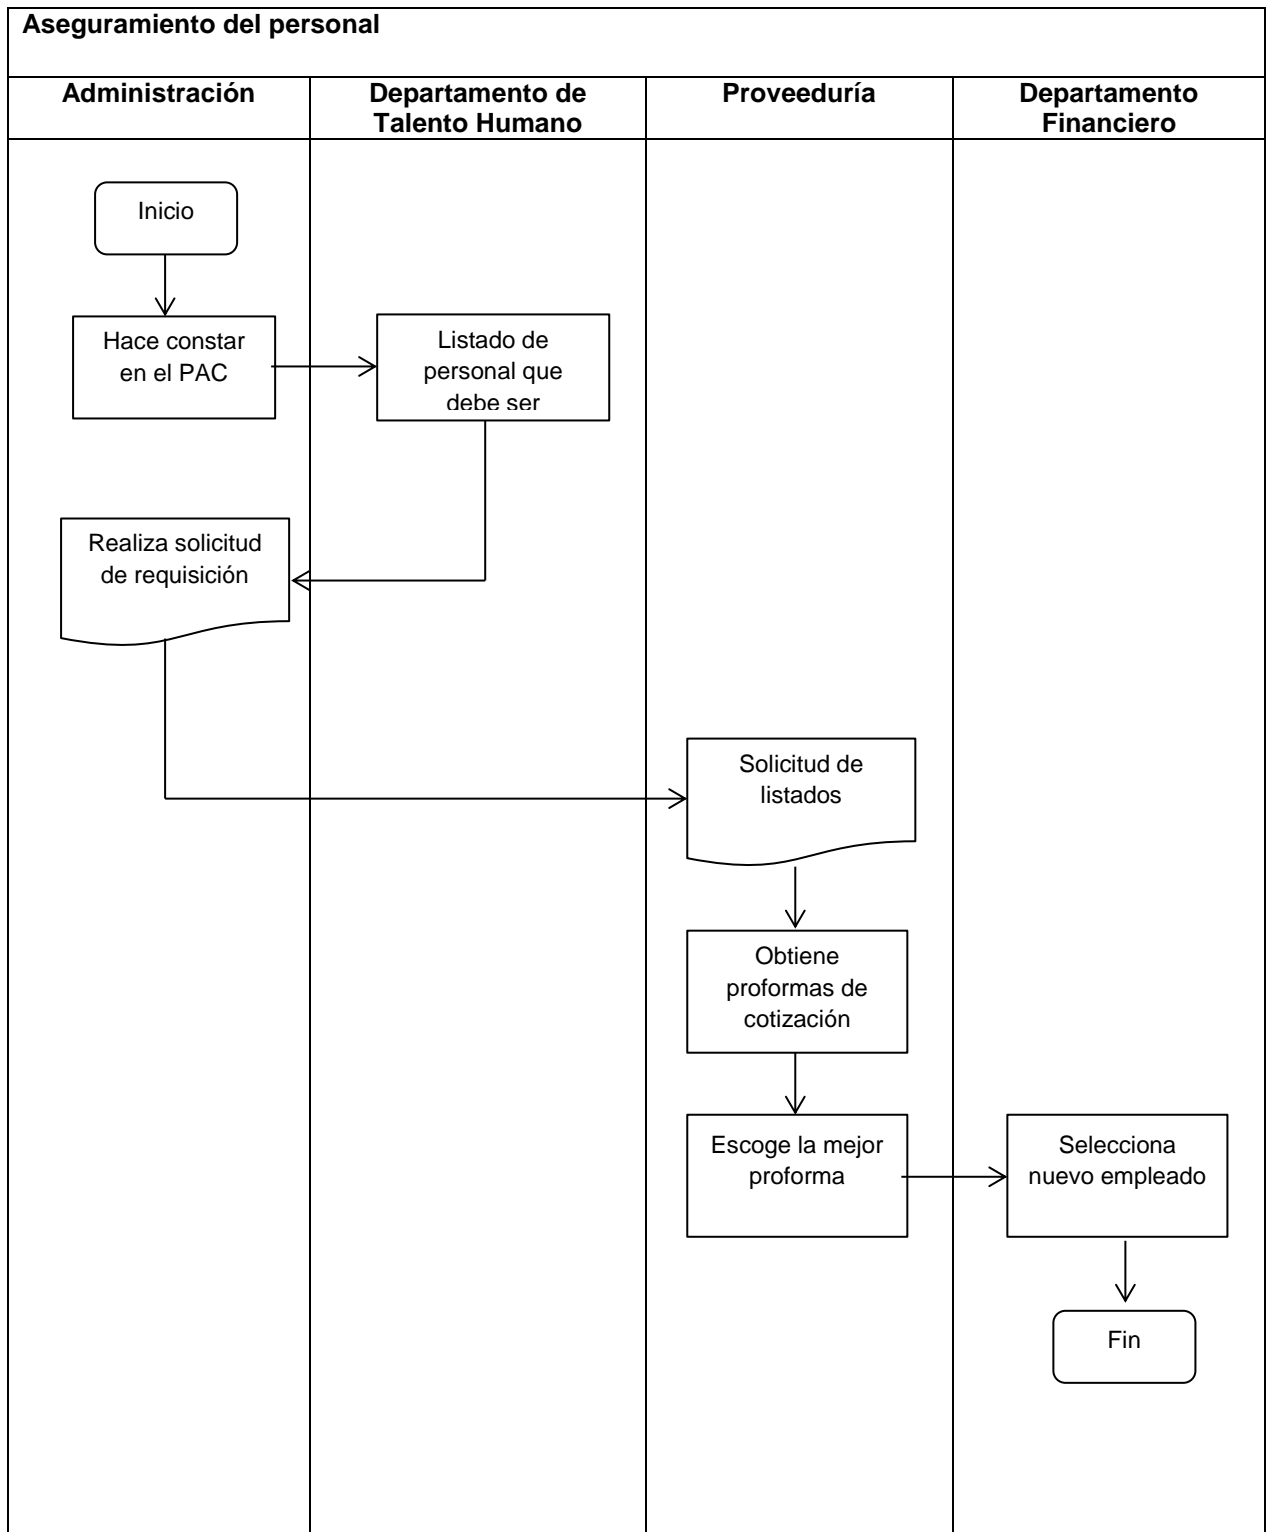 Aseguramiento del personal
Administración
Departamento de
Talento Humano
Proveeduría
Departamento
Financiero
Inicio
Hace constar
en el PAC
Listado de
personal que
debe ser
Realiza solicitud
de requisición
Solicitud de
listados
Obtiene
proformas de
cotización
Escoge la mejor
proforma
Selecciona
nuevo empleado
Fin